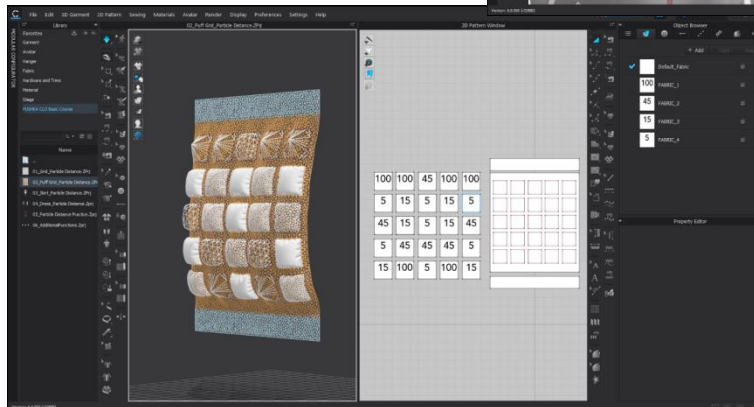 File Edit 3D Garment 2D Pattern Sewing Materials Avatar Render Display Preferences Settings Help
MODULAR CONFIGURATOR
Library
Favorites
Garment
Avatar
Hanger
Fabric
Hardware and Trims
Material
Stage
Name
..
01_Grid_Particle Distance.ZPrj
02_Puff Grid_Particle Distance.ZPrj
03_Skirt_Particle Distance.ZPrj
04_Dress_Particle Distance.Zprj
06_AdditionalFunctions.Zprj
02_Puff Grid_Particle Distance.ZPrj
2D Pattern Window
100 100 45 100 100
5 15 5 15 5
45 15 5 15 45
5 45 45 45 5
15 100 5 100 15
Object Browser
+ Add
Default_Fabric
100 FABRIC_1
45 FABRIC_2
15 FABRIC_3
5 FABRIC_4
Property Editor